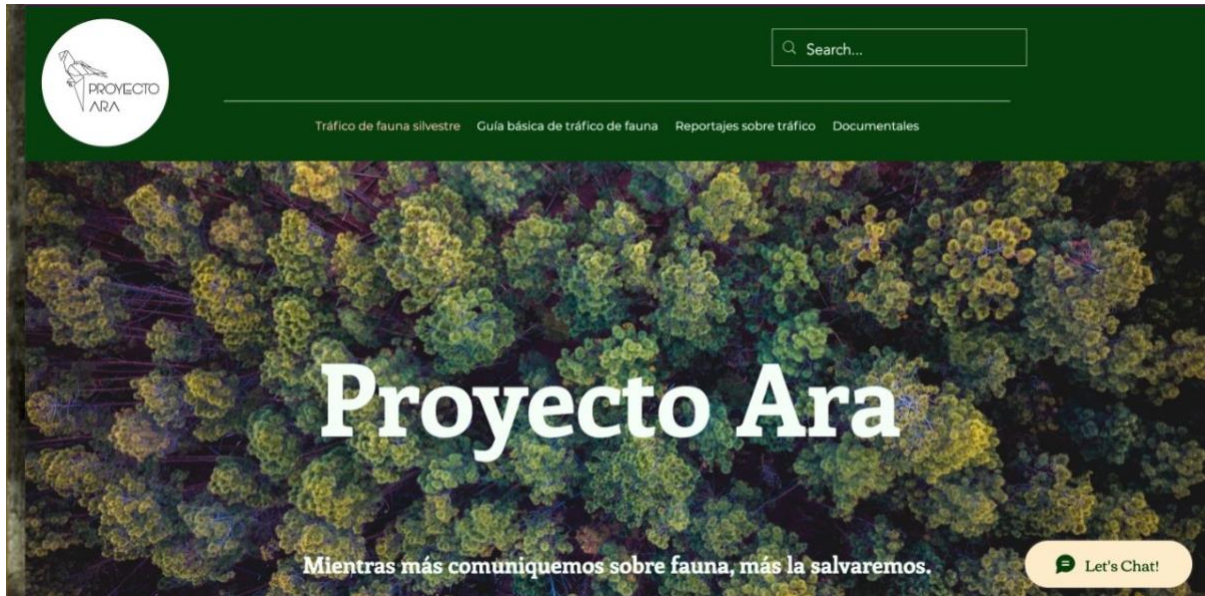 PROYECTO
ARA
Search...
Tráfico de fauna silvestre Guía básica de tráfico de fauna Reportajes sobre tráfico Documentales
Proyecto Ara
Mientras más comuniquemos sobre fauna, más la salvaremos.
Let's Chat!